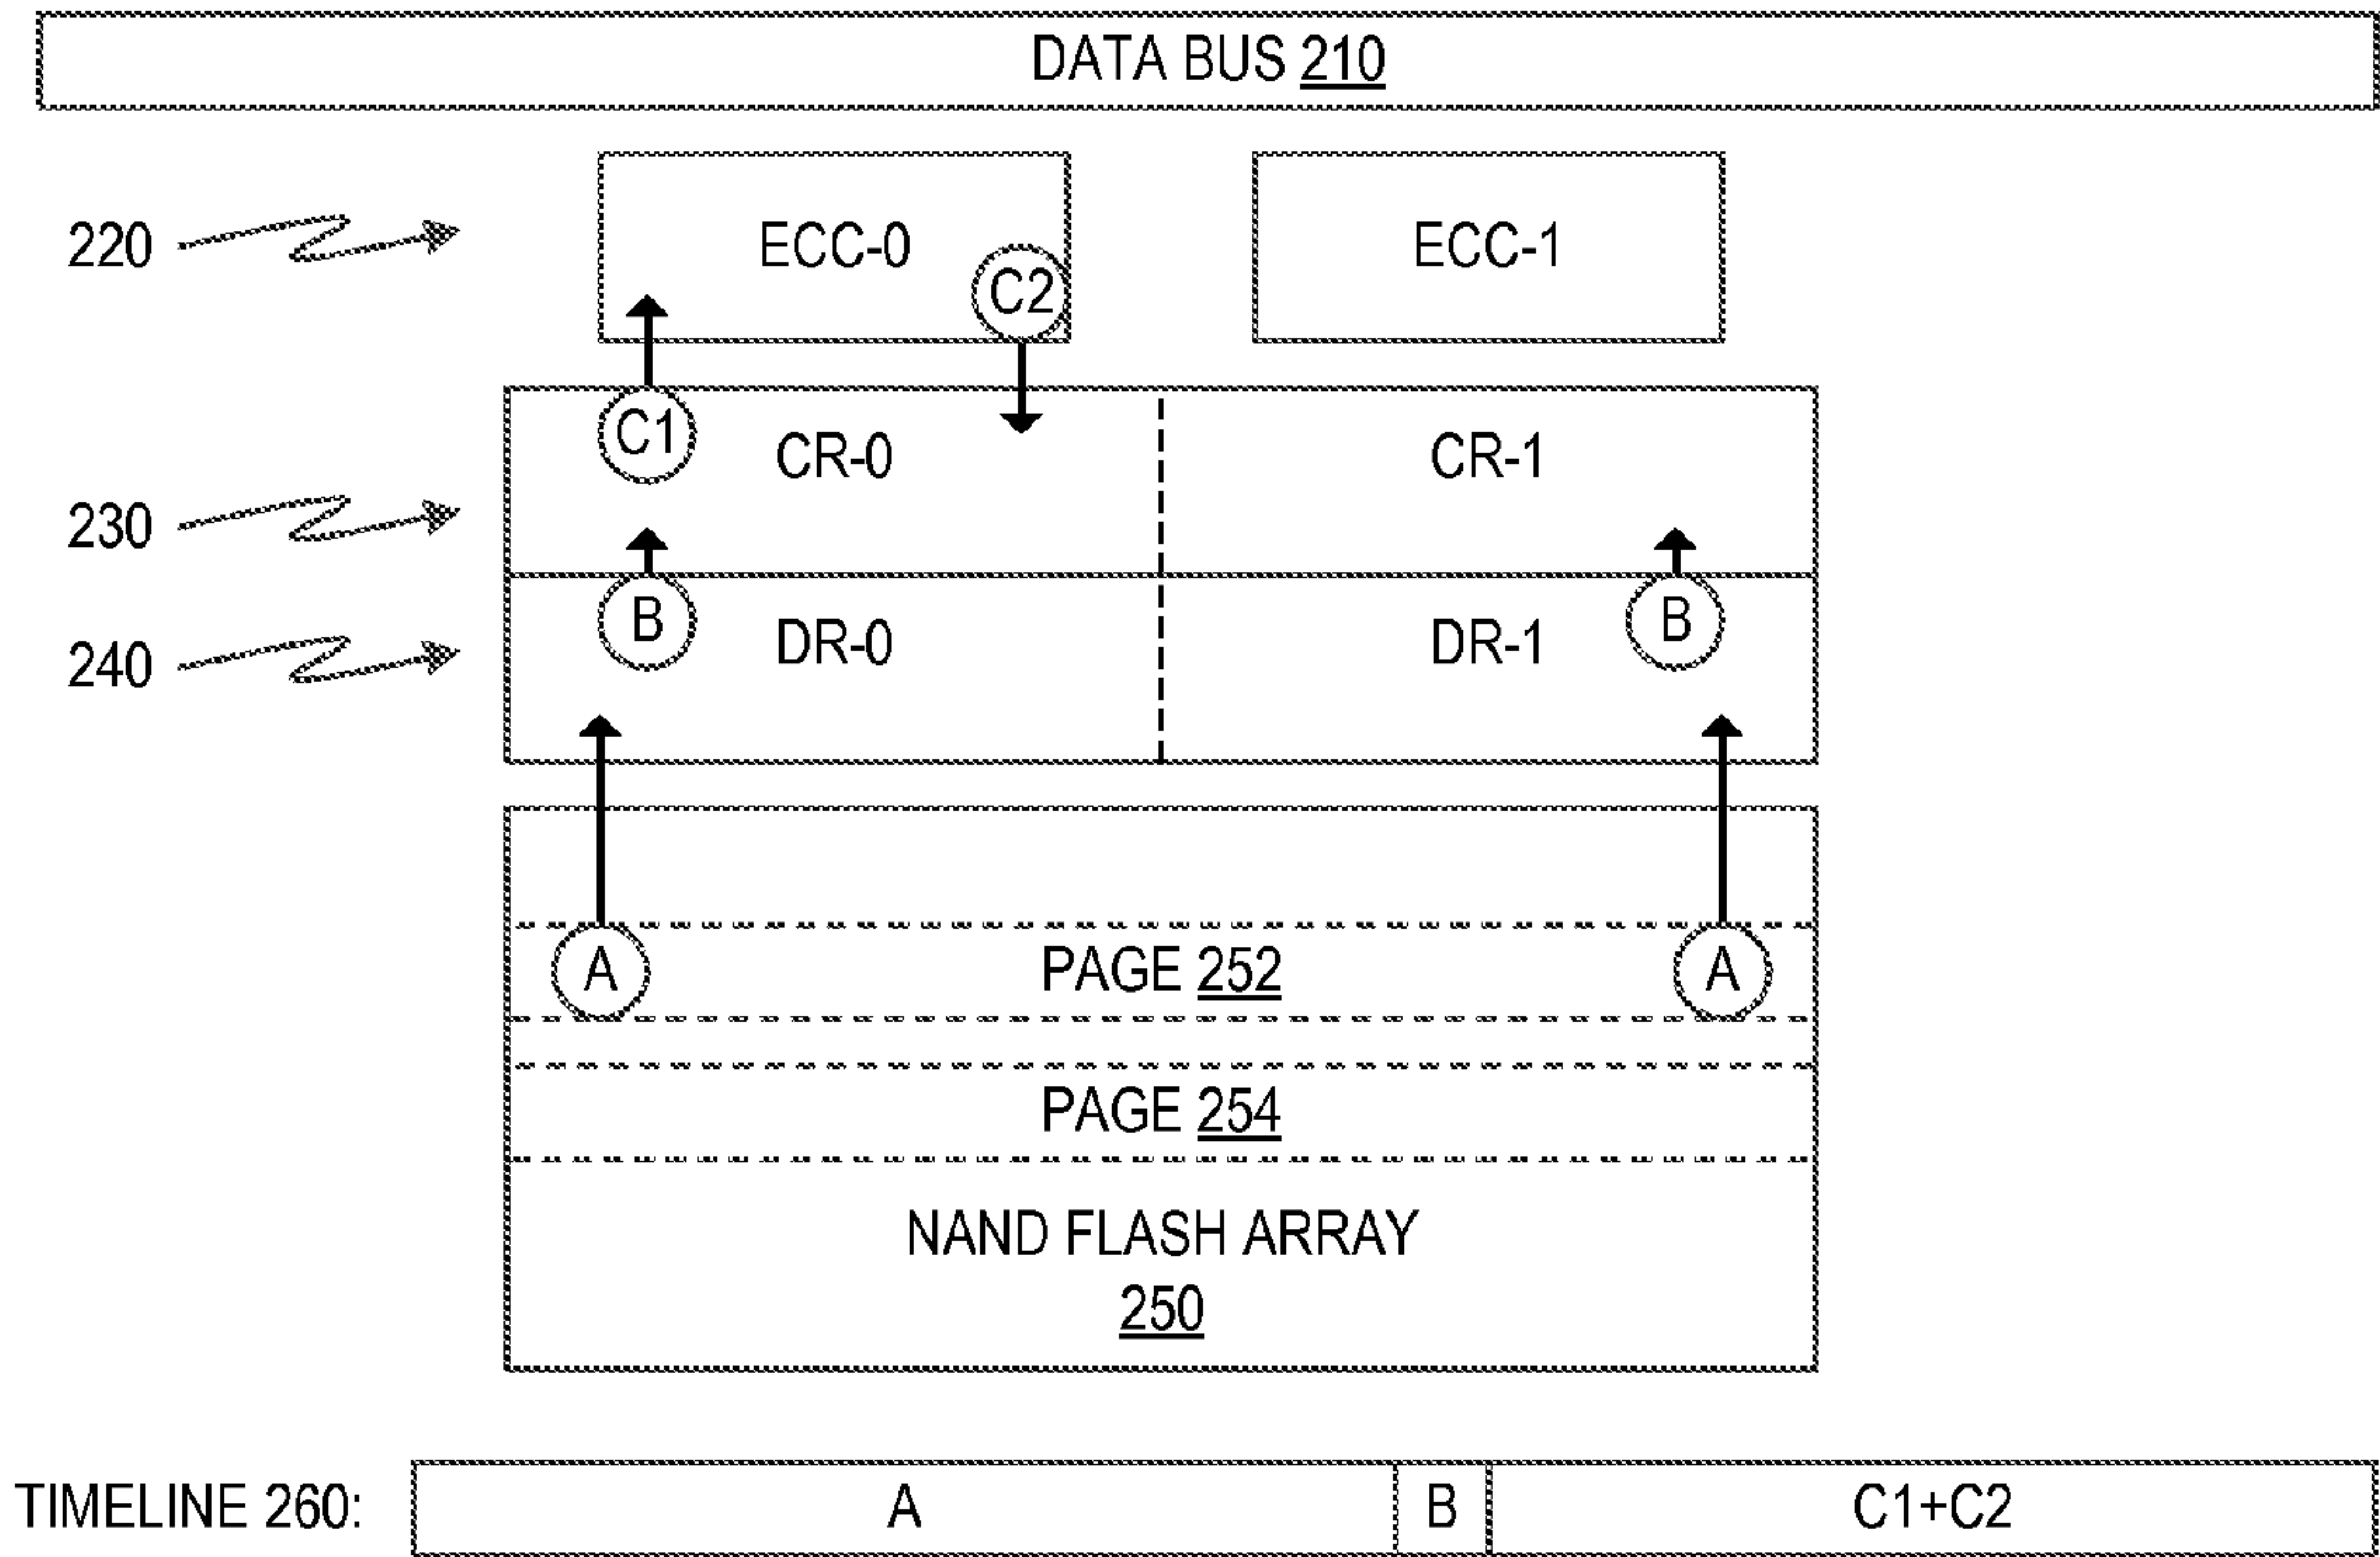 DATA BUS 210
220
ECC-0
ECC-1
C2
C1
CR-0
CR-1
230
B
DR-0
DR-1
B
240
A
PAGE 252
A
PAGE 254
NAND FLASH ARRAY
250
TIMELINE 260:
A
B
C1+C2